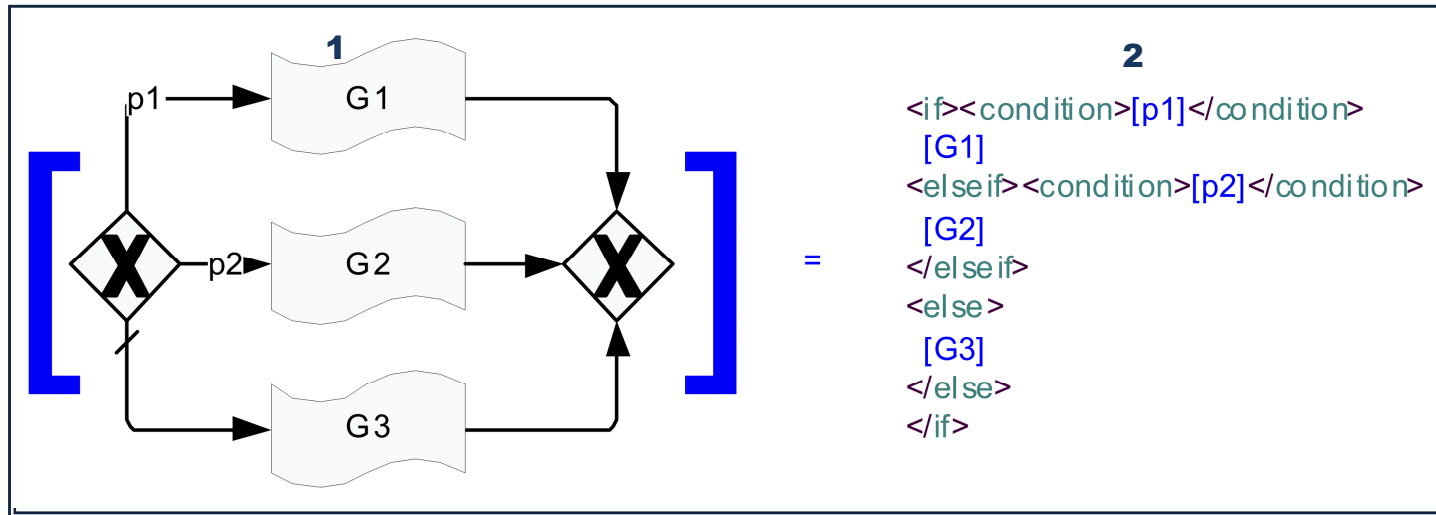 1
p1
G1
X
p2
G2
X
G3
=
2
<if><condition>[p1]</condition>
[G1]
<elseif><condition>[p2]</condition>
[G2]
</elseif>
<else>
[G3]
</else>
</if>